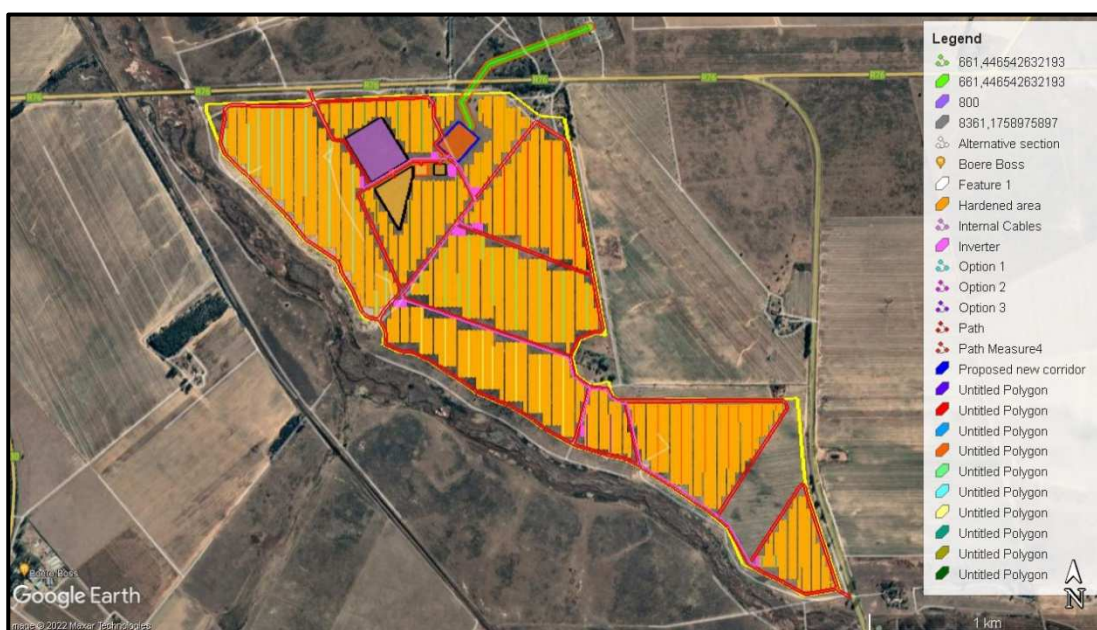 Legend
661,446542632193
661,446542632193
800
8361,1758975897
Alternative section
Boere Boss
Feature 1
Hardened area
Internal Cables
Inverter
Option 1
Option 2
Option 3
Path
Path Measure4
Proposed new corridor
Untitled Polygon
Untitled Polygon
Untitled Polygon
Untitled Polygon
Untitled Polygon
Untitled Polygon
Untitled Polygon
Untitled Polygon
Untitled Polygon
Untitled Polygon
R76
R76
R76
R76
Boere Boss
Google Earth
Image © 2022 Maxar Technologies
1 km
N